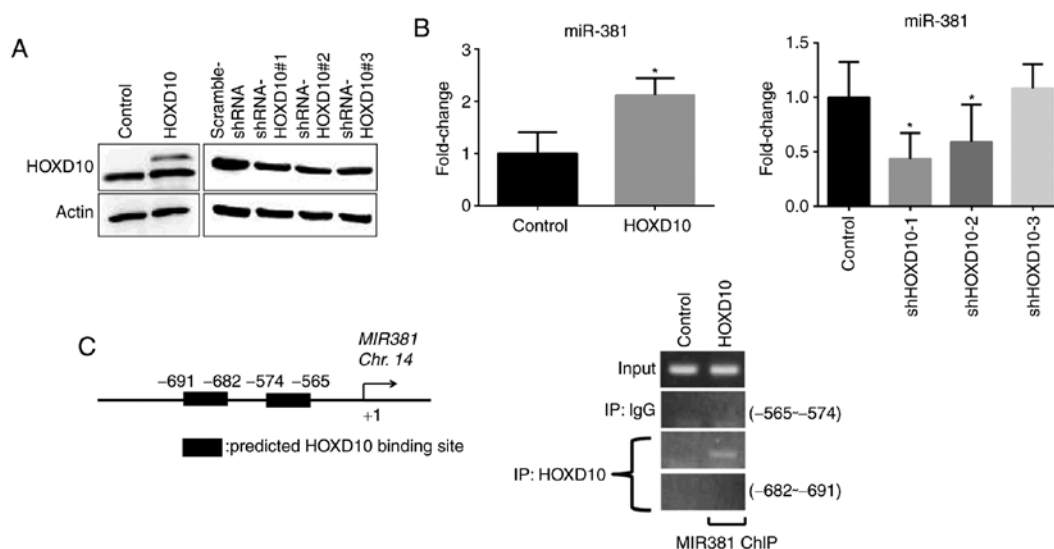 A
Control
HOXD10
Scramble-
shRNA
shRNA-
HOXD10#1
shRNA-
HOXD10#2
shRNA-
HOXD10#3
HOXD10
Actin
B
miR-381
Fold-change
3
2
1
0
*
Control
HOXD10
miR-381
Fold-change
1.5
1.0
0.5
0.0
*
*
Control
shHOXD10-1
shHOXD10-2
shHOXD10-3
C
MIR381
Chr. 14
−691 −682 −574 −565
+1
:predicted HOXD10 binding site
Control
HOXD10
Input
IP: IgG
(−565~−574)
IP: HOXD10
(−682~−691)
MIR381 ChIP